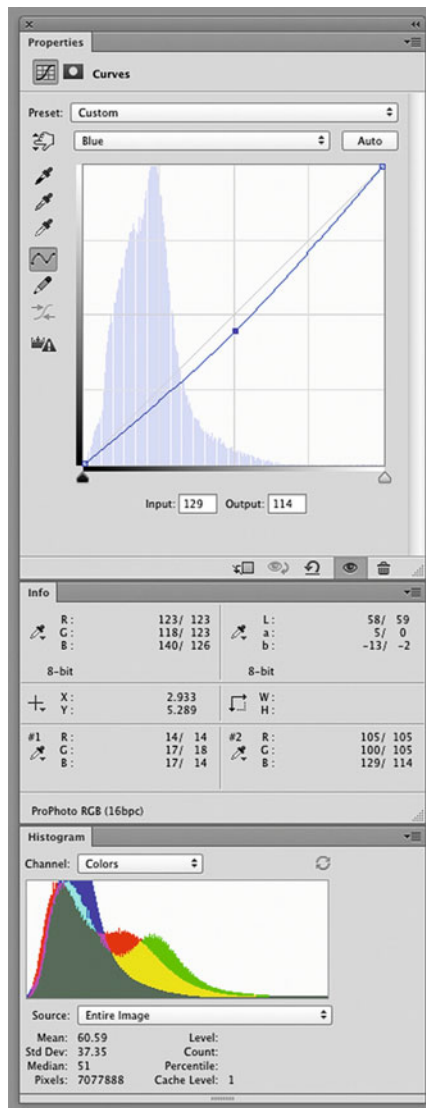 Properties
Curves
Preset: Custom
Blue Auto
Input: 129 Output: 114
Info
R: 123/ 123 L: 58/ 59
G: 118/ 123 a: 5/ 0
B: 140/ 126 b: -13/ -2
8-bit 8-bit
X: 2.933 W:
Y: 5.289 H:
#1 R: 14/ 14 #2 R: 105/ 105
G: 17/ 18 G: 100/ 105
B: 17/ 14 B: 129/ 114
ProPhoto RGB (16bpc)
Histogram
Channel: Colors
Source: Entire Image
Mean: 60.59 Level:
Std Dev: 37.35 Count:
Median: 51 Percentile:
Pixels: 7077888 Cache Level: 1